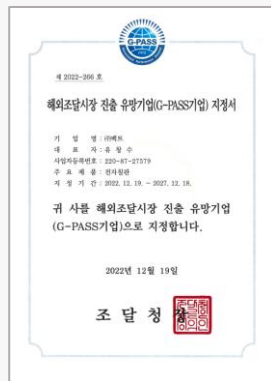 G-PASS
제 2022-266 호
해외조달시장 진출 유망기업(G-PASS기업) 지정서
기 업 명 : ㈜벡트
대 표 자 : 유 창 수
사업자등록번호 : 220-87-27579
주 요 제 품 : 전자칠판
지 정 기 간 : 2022. 12. 19. ~ 2027. 12. 18.
귀 사를 해외조달시장 진출 유망기업
(G-PASS기업)으로 지정합니다.
2022년 12월 19일
조 달 청 장